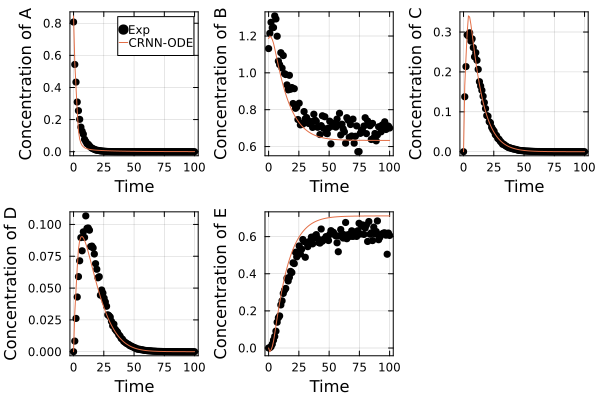 Concentration of A
0.8
0.6
0.4
0.2
0.0
0 25 50 75 100
Time
Exp
CRNN-ODE
Concentration of B
1.2
1.0
0.8
0.6
0 25 50 75 100
Time
Concentration of C
0.3
0.2
0.1
0.0
0 25 50 75 100
Time
Concentration of D
0.100
0.075
0.050
0.025
0.000
0 25 50 75 100
Time
Concentration of E
0.6
0.4
0.2
0.0
0 25 50 75 100
Time